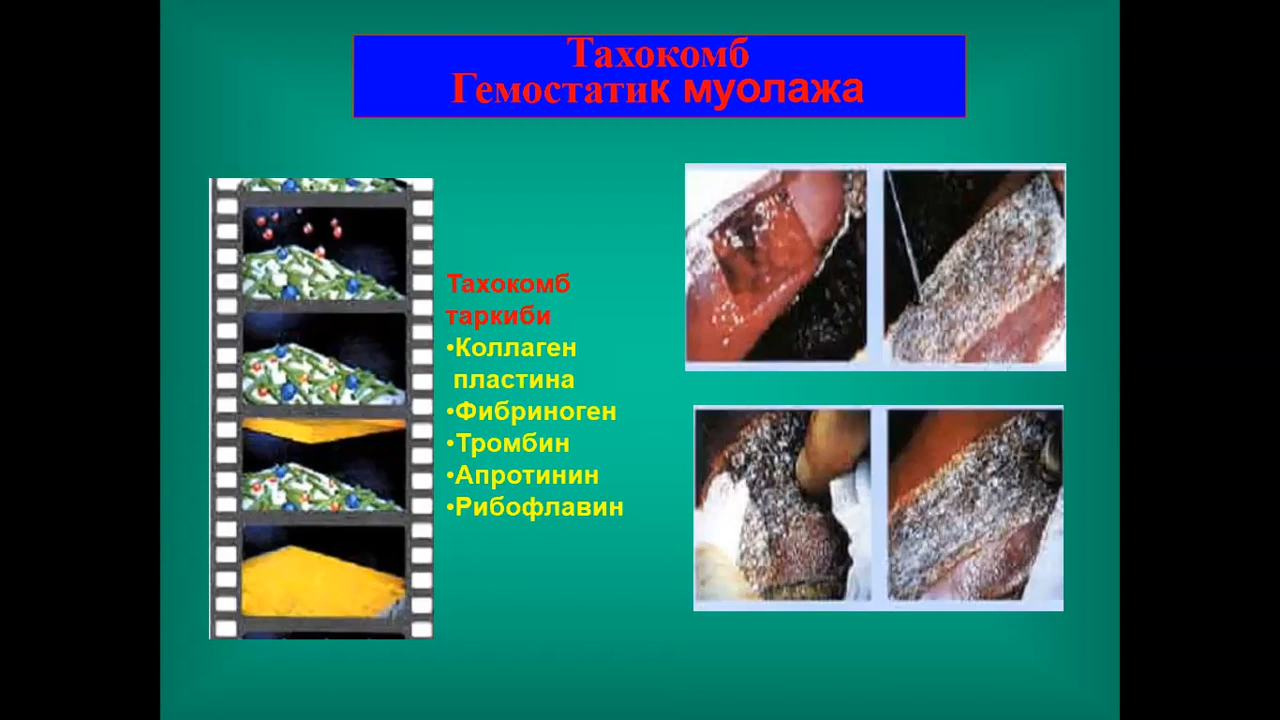 Тахокомб
Гемостатик муолажа
Тахокомб
таркиби
•Коллаген
пластина
•Фибриноген
•Тромбин
•Апротинин
•Рибофлавин